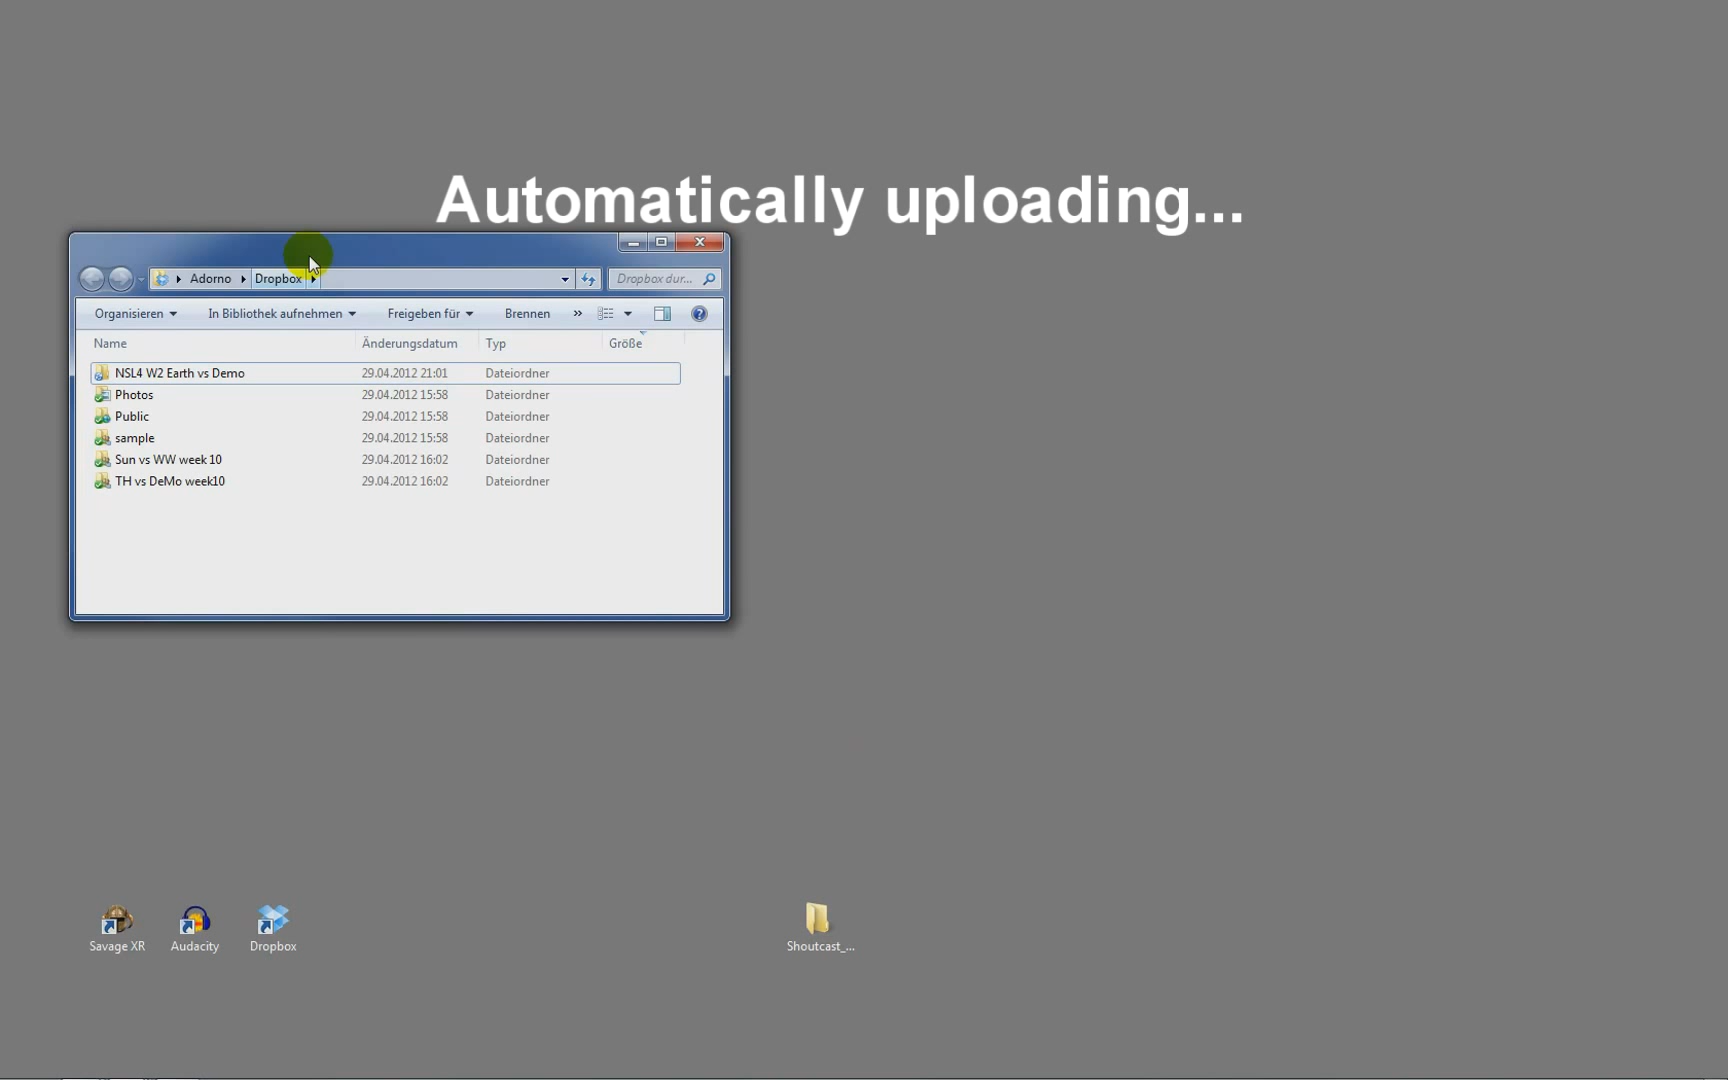 Automatically uploading...
Adorno Dropbox Dropbox dur...
Organisieren In Bibliothek aufnehmen Freigeben für Brennen »
Name Änderungsdatum Typ Größe
NSL4 W2 Earth vs Demo 29.04.2012 21:01 Dateiordner
Photos 29.04.2012 15:58 Dateiordner
Public 29.04.2012 15:58 Dateiordner
sample 29.04.2012 15:58 Dateiordner
Sun vs WW week 10 29.04.2012 16:02 Dateiordner
TH vs DeMo week10 29.04.2012 16:02 Dateiordner
Savage XR Audacity Dropbox Shoutcast_...